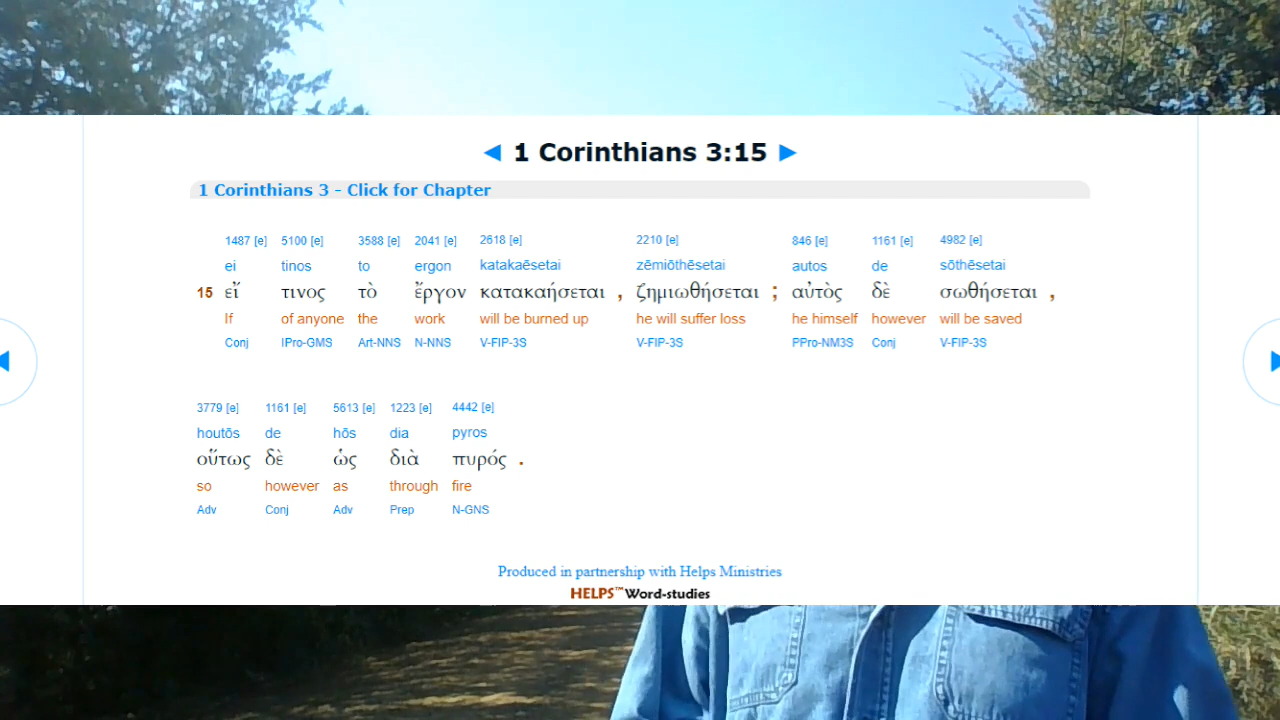 ◄ 1 Corinthians 3:15 ►
1 Corinthians 3 - Click for Chapter
1487 [e] 5100 [e] 3588 [e] 2041 [e] 2618 [e] 2210 [e] 846 [e] 1161 [e] 4982 [e]
ei tinos to ergon katakaēsetai zēmiōthēsetai autos de sōthēsetai
15 εἴ τινος τὸ ἔργον κατακαήσεται , ζημιωθήσεται ; αὐτὸς δὲ σωθήσεται ,
If of anyone the work will be burned up he will suffer loss he himself however will be saved
Conj IPro-GMS Art-NNS N-NNS V-FIP-3S V-FIP-3S PPro-NM3S Conj V-FIP-3S
3779 [e] 1161 [e] 5613 [e] 1223 [e] 4442 [e]
houtōs de hōs dia pyros
οὕτως δὲ ὡς διὰ πυρός .
so however as through fire
Adv Conj Adv Prep N-GNS
Produced in partnership with Helps Ministries
HELPS™Word-studies